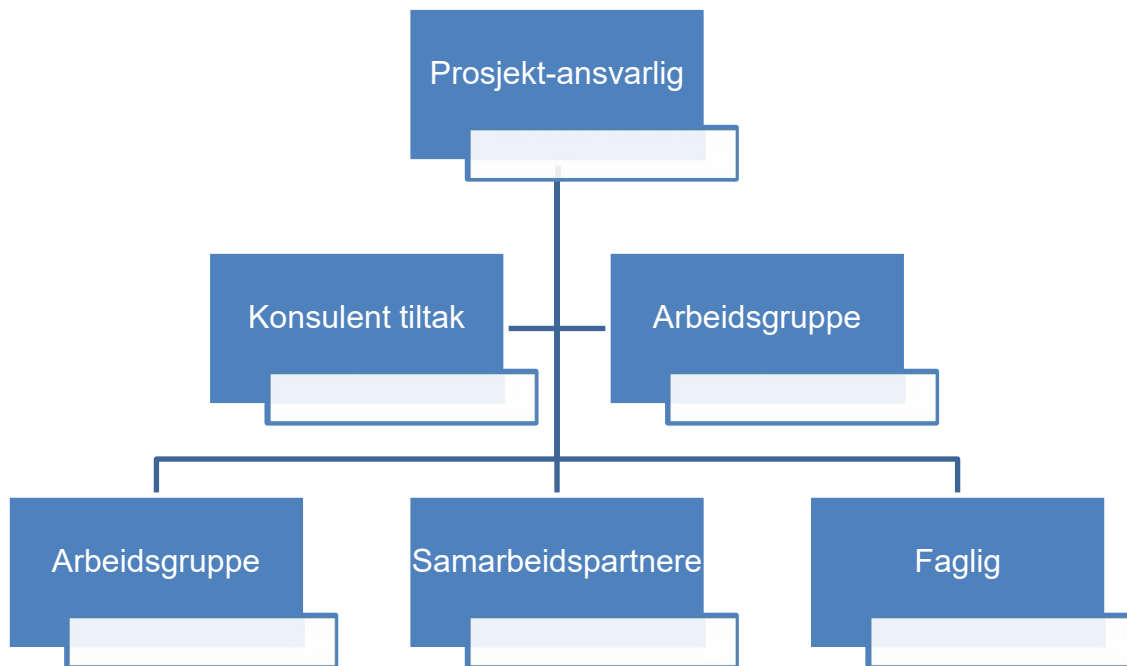 Prosjekt-ansvarlig
Konsulent tiltak
Arbeidsgruppe
Arbeidsgruppe
Samarbeidspartnere
Faglig